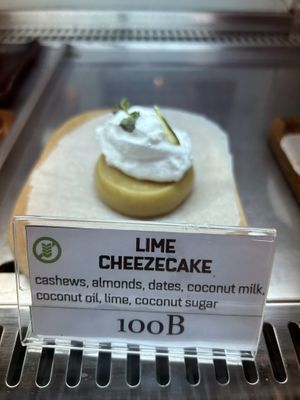 LIME
CHEEZECAKE
cashews, almonds, dates, coconut milk,
coconut oil, lime, coconut sugar
100B